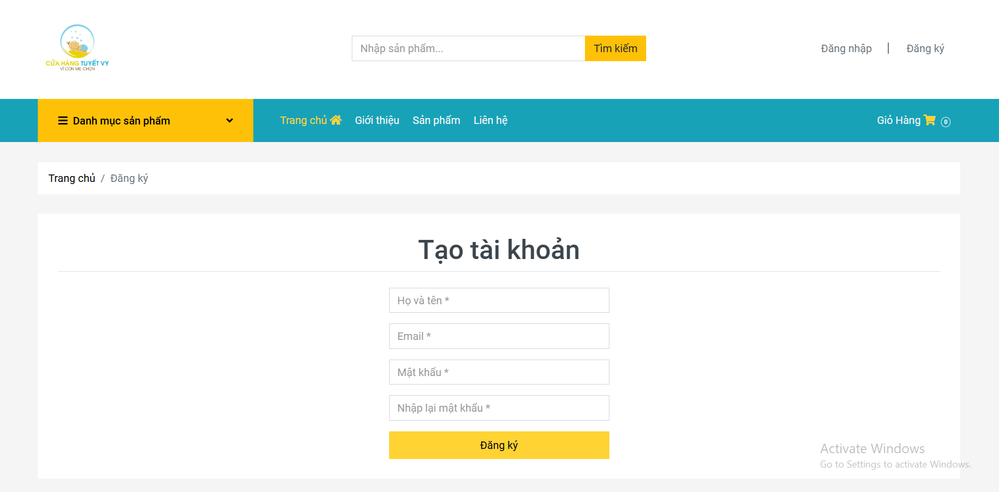 CỬA HÀNG TUYẾT VY
VÌ CON MẸ CHỌN
Nhập sản phẩm...
Tìm kiếm
Đăng nhập | Đăng ký
Danh mục sản phẩm
Trang chủ Giới thiệu Sản phẩm Liên hệ
Giỏ Hàng 0
Trang chủ / Đăng ký
Tạo tài khoản
Họ và tên *
Email *
Mật khẩu *
Nhập lại mật khẩu *
Đăng ký
Activate Windows
Go to Settings to activate Windows.